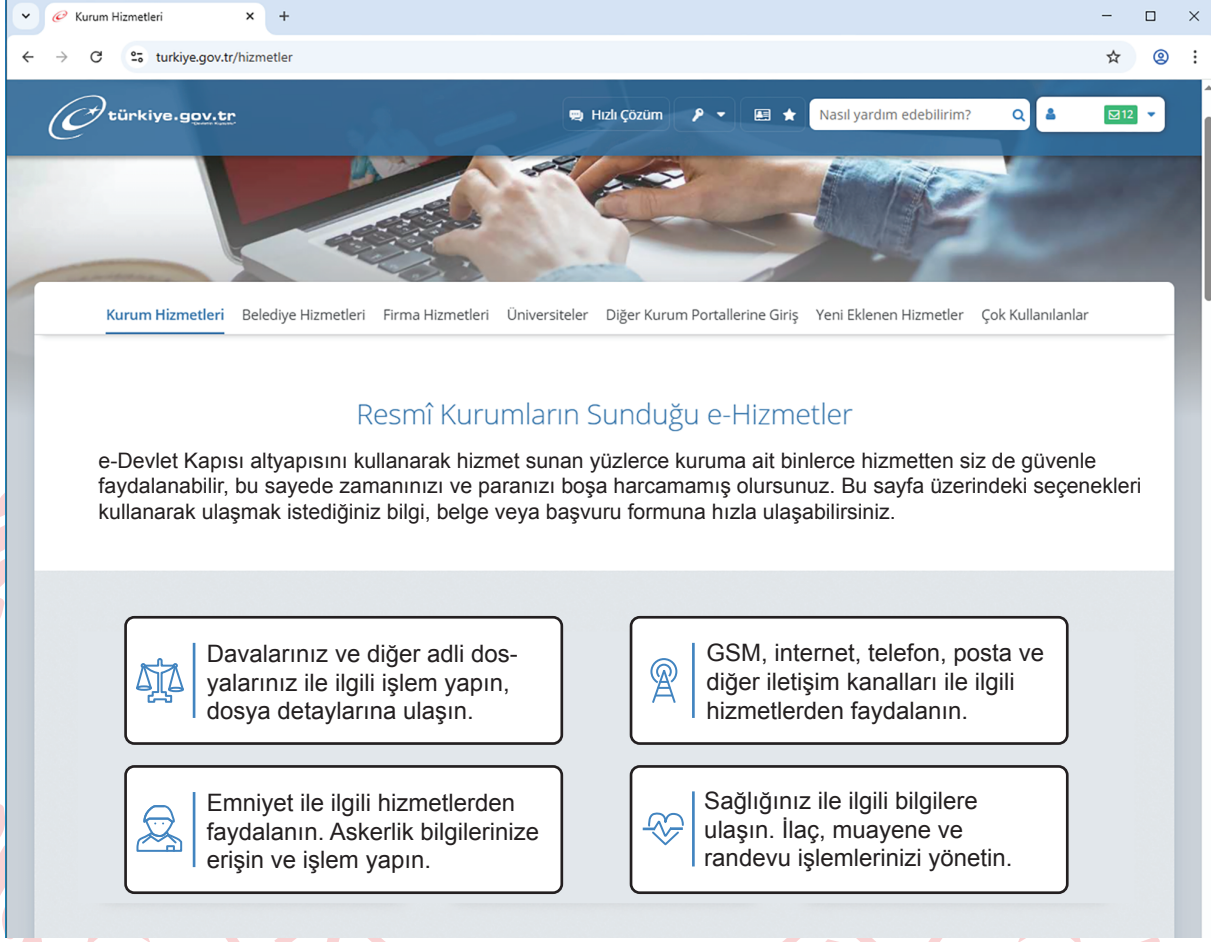 Kurum Hizmetleri
turkiye.gov.tr/hizmetler
türkiye.gov.tr
Hızlı Çözüm
Nasıl yardım edebilirim?
12
Kurum Hizmetleri Belediye Hizmetleri Firma Hizmetleri Üniversiteler Diğer Kurum Portallerine Giriş Yeni Eklenen Hizmetler Çok Kullanılanlar
Resmî Kurumların Sunduğu e-Hizmetler
e-Devlet Kapısı altyapısını kullanarak hizmet sunan yüzlerce kuruma ait binlerce hizmetten siz de güvenle
faydalanabilir, bu sayede zamanınızı ve paranızı boşa harcamamış olursunuz. Bu sayfa üzerindeki seçenekleri
kullanarak ulaşmak istediğiniz bilgi, belge veya başvuru formuna hızla ulaşabilirsiniz.
Davalarınız ve diğer adli dos-
yalarınız ile ilgili işlem yapın,
dosya detaylarına ulaşın.
GSM, internet, telefon, posta ve
diğer iletişim kanalları ile ilgili
hizmetlerden faydalanın.
Emniyet ile ilgili hizmetlerden
faydalanın. Askerlik bilgilerinize
erişin ve işlem yapın.
Sağlığınız ile ilgili bilgilere
ulaşın. İlaç, muayene ve
randevu işlemlerinizi yönetin.